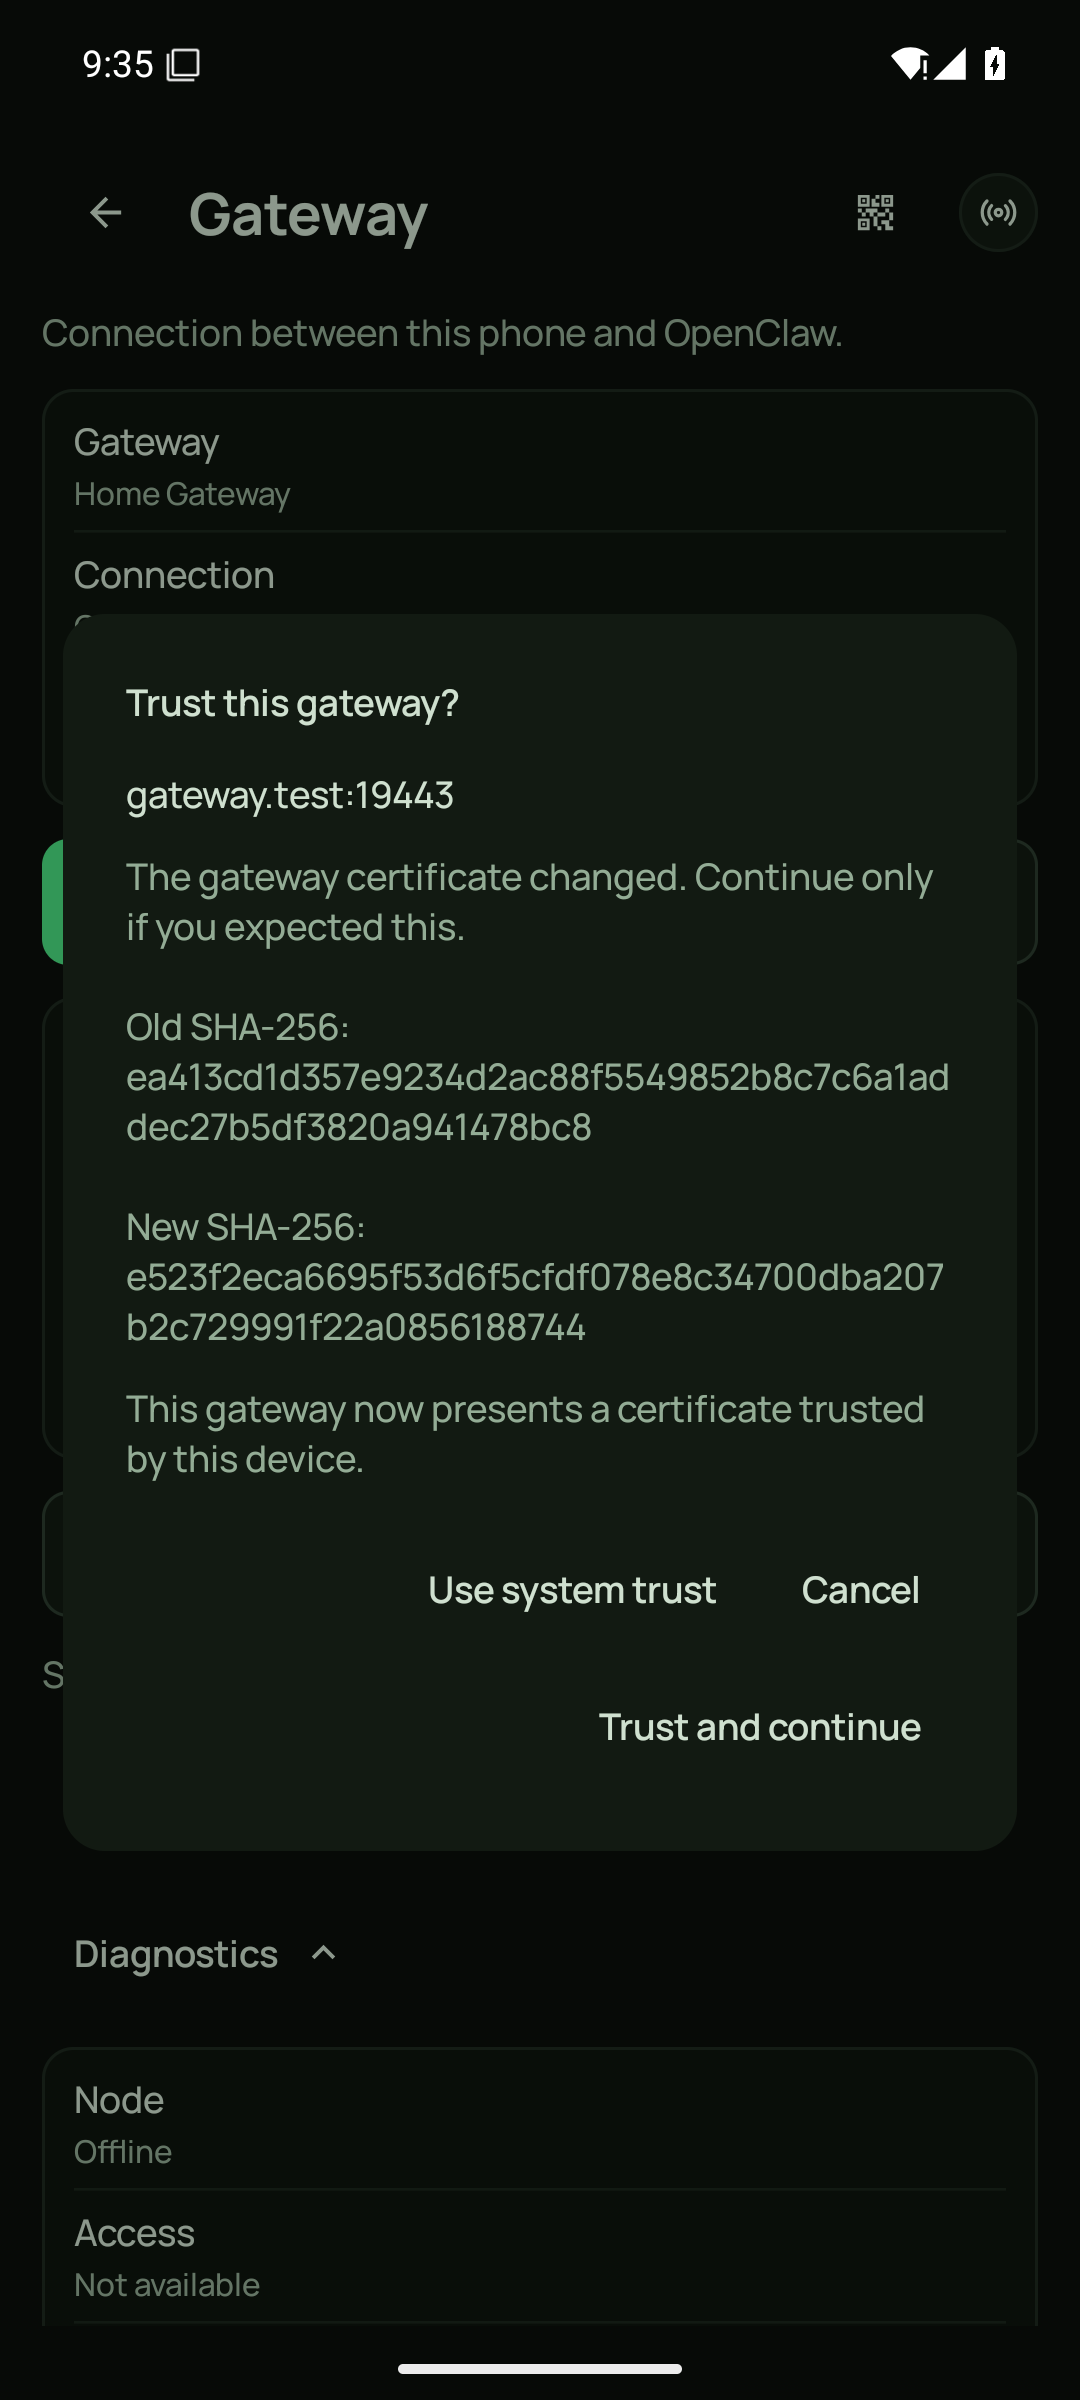 9:35
Gateway
Connection between this phone and OpenClaw.
Gateway
Home Gateway
Connection
Trust this gateway?
gateway.test:19443
The gateway certificate changed. Continue only
if you expected this.
Old SHA-256:
ea413cd1d357e9234d2ac88f5549852b8c7c6a1ad
dec27b5df3820a941478bc8
New SHA-256:
e523f2eca6695f53d6f5cfdf078e8c34700dba207
b2c729991f22a0856188744
This gateway now presents a certificate trusted
by this device.
Use system trust
Cancel
Trust and continue
Diagnostics
Node
Offline
Access
Not available